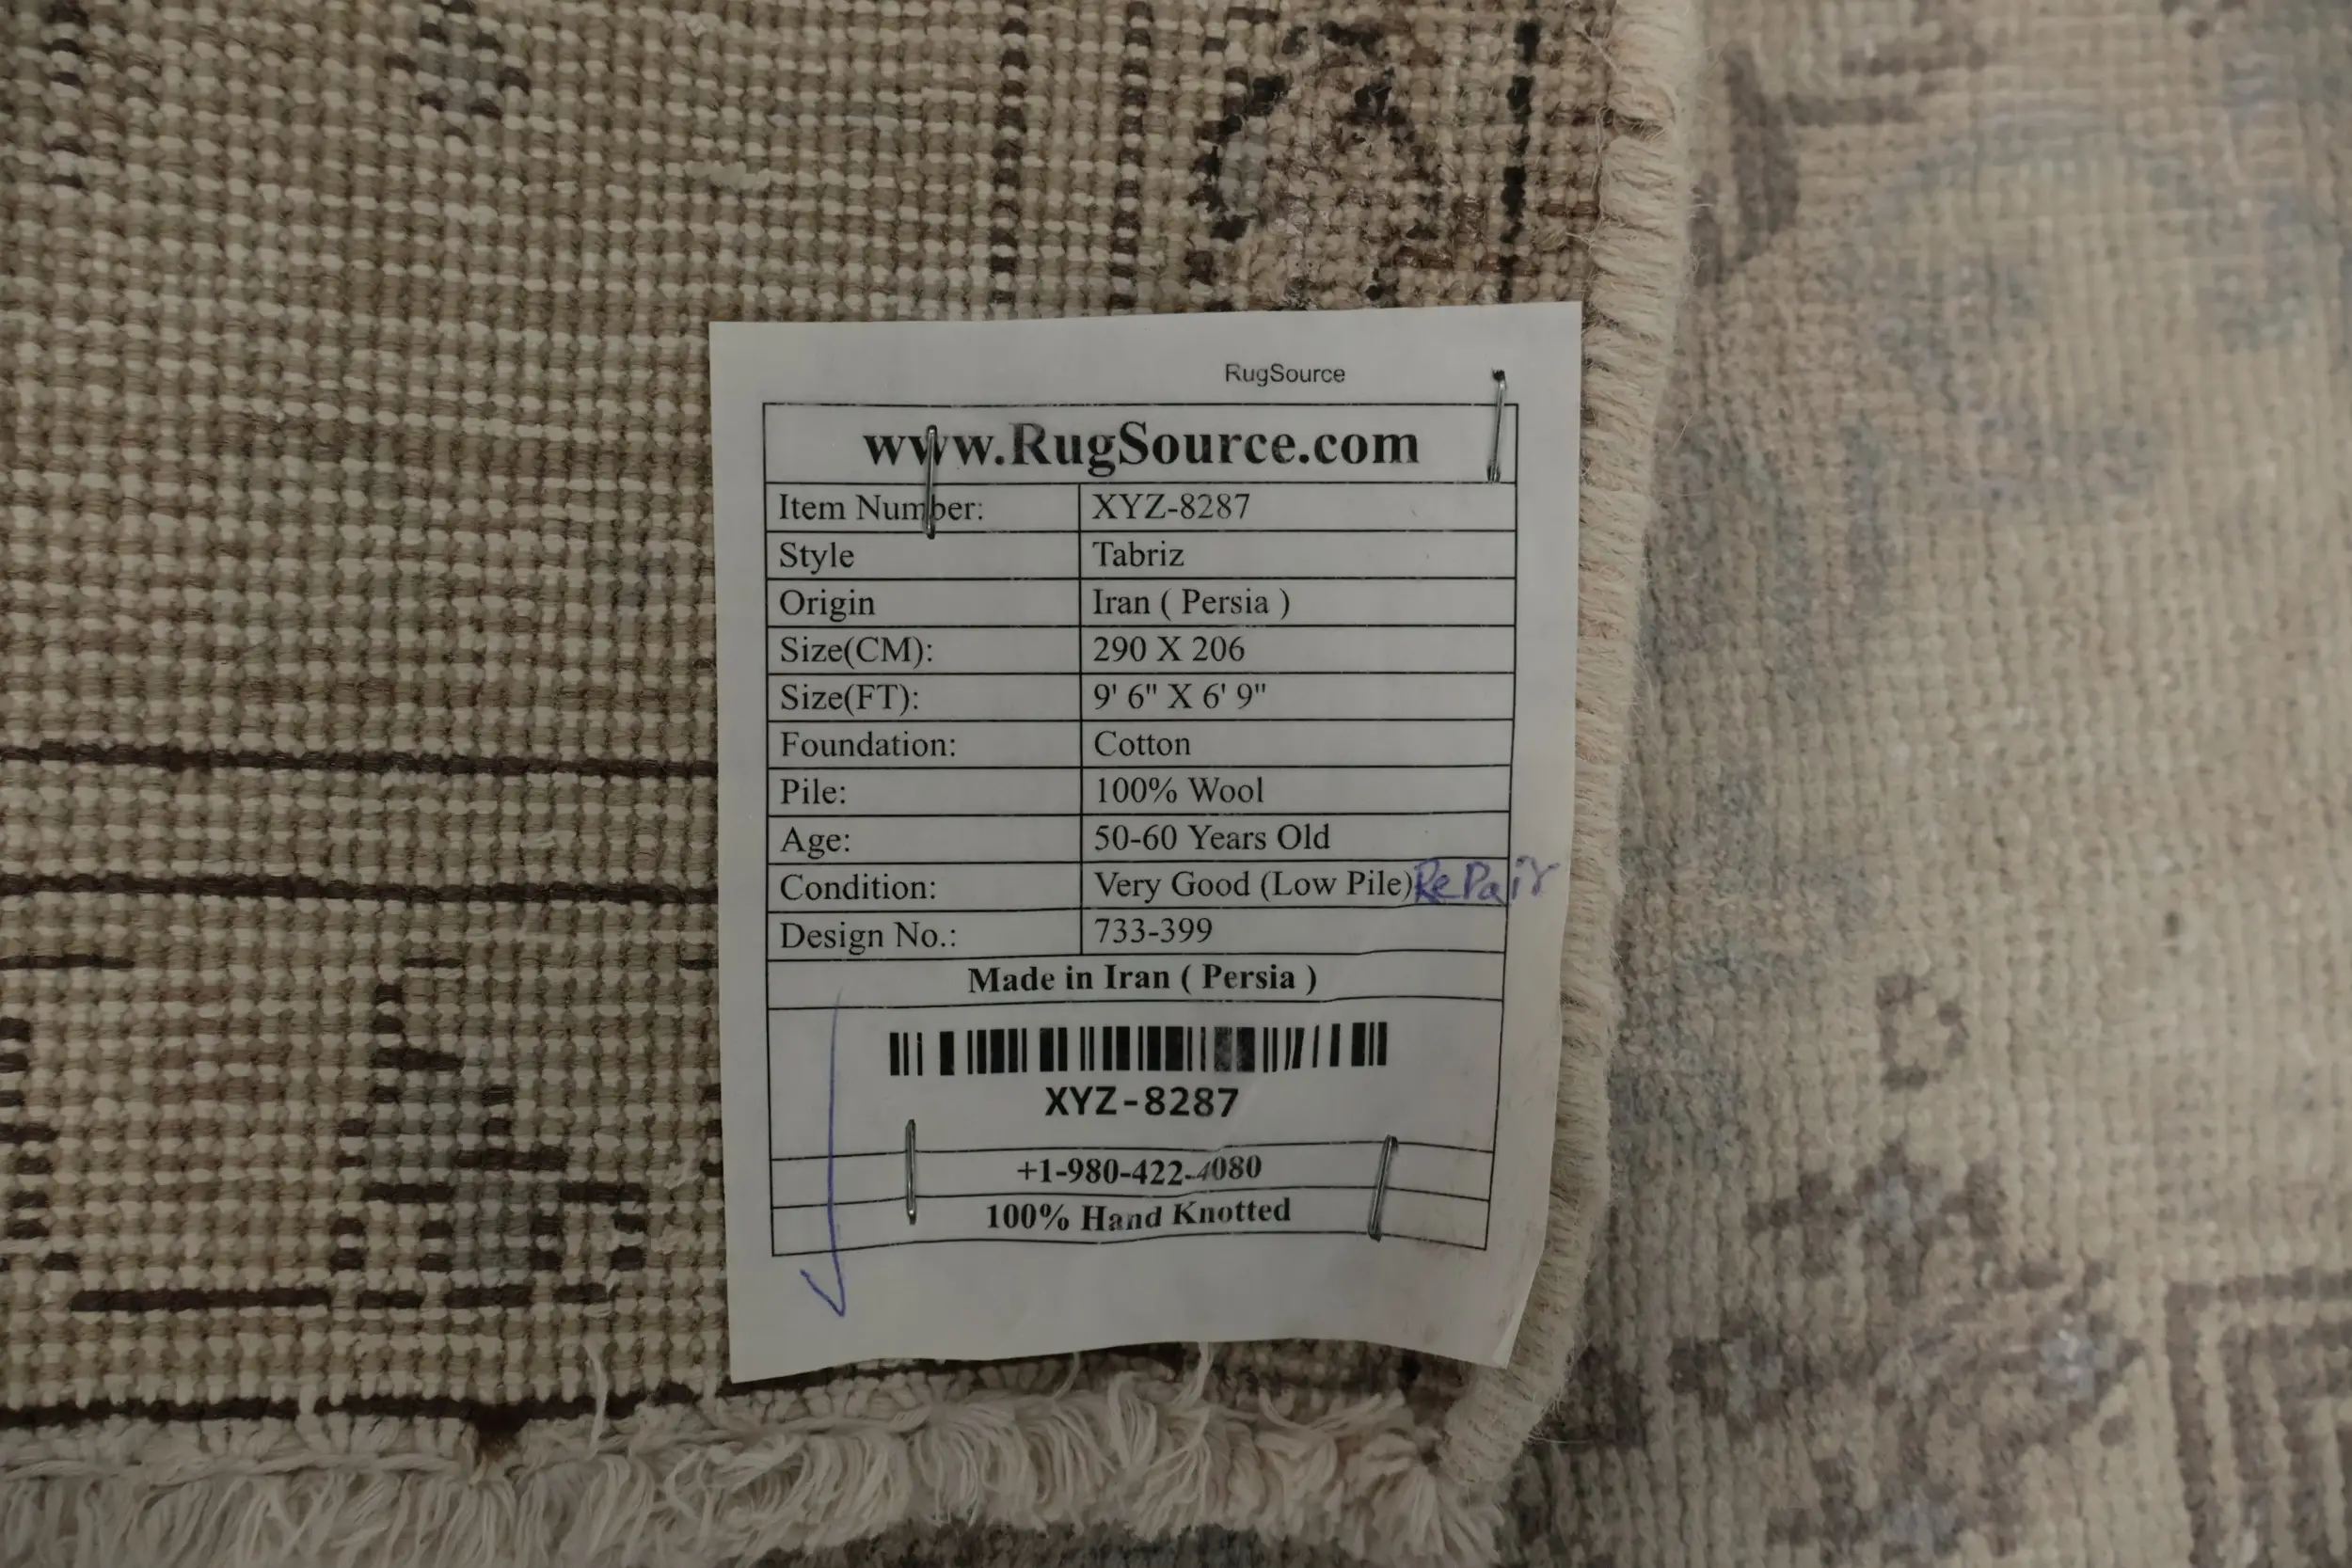 RugSource
www.RugSource.com
Item Number: XYZ-8287
Style Tabriz
Origin Iran ( Persia )
Size(CM): 290 X 206
Size(FT): 9' 6" X 6' 9"
Foundation: Cotton
Pile: 100% Wool
Age: 50-60 Years Old
Condition: Very Good (Low Pile) RePair
Design No.: 733-399
Made in Iran ( Persia )
XYZ-8287
+1-980-422-4080
100% Hand Knotted